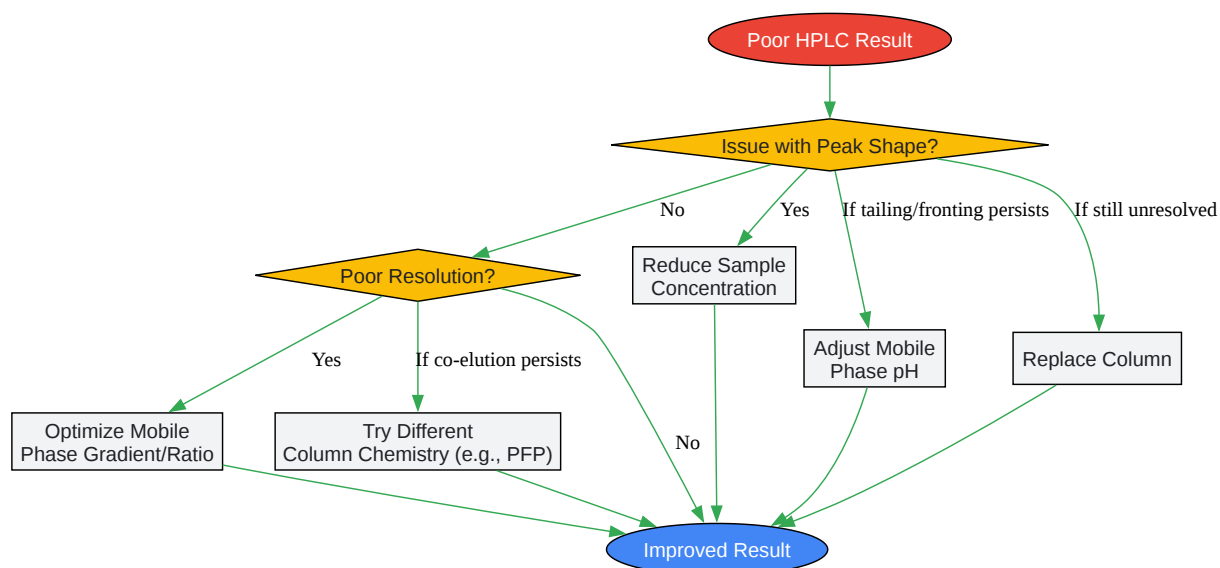 Poor HPLC Result
Issue with Peak Shape?
No
Yes
If tailing/fronting persists
If still unresolved
Poor Resolution?
Reduce Sample
Concentration
Adjust Mobile
Phase pH
Replace Column
Yes
If co-elution persists
No
Optimize Mobile
Phase Gradient/Ratio
Try Different
Column Chemistry (e.g., PFP)
Improved Result